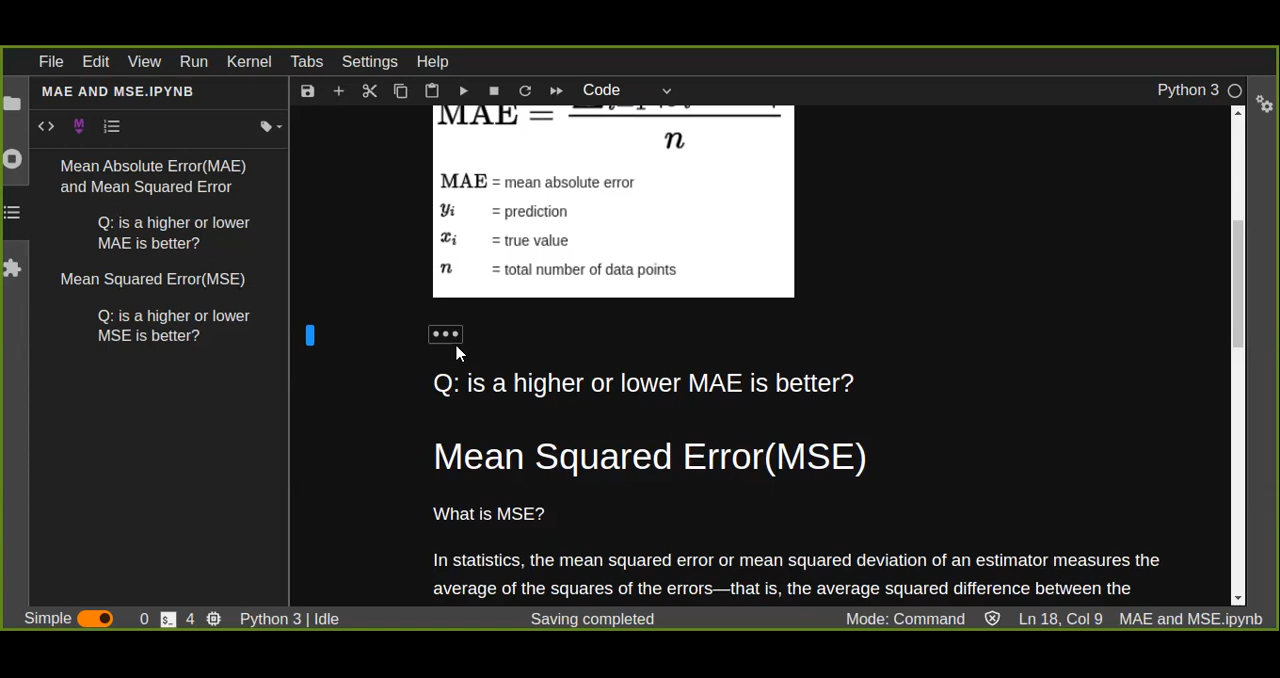 File Edit View Run Kernel Tabs Settings Help
MAE AND MSE.IPYNB
Code
Python 3
Mean Absolute Error(MAE)
and Mean Squared Error
Q: is a higher or lower
MAE is better?
Mean Squared Error(MSE)
Q: is a higher or lower
MSE is better?
MAE =
n
MAE = mean absolute error
yi = prediction
xi = true value
n = total number of data points
Q: is a higher or lower MAE is better?
Mean Squared Error(MSE)
What is MSE?
In statistics, the mean squared error or mean squared deviation of an estimator measures the
average of the squares of the errors—that is, the average squared difference between the
Simple 0 $_ 4 Python 3 | Idle Saving completed Mode: Command Ln 18, Col 9 MAE and MSE.ipynb